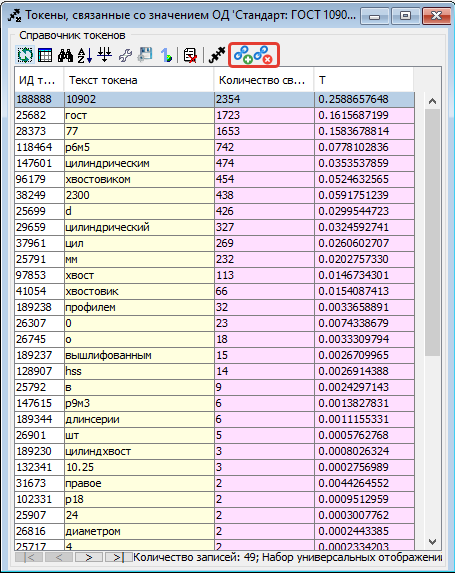 Токены, связанные со значением ОД 'Стандарт: ГОСТ 1090...
Справочник токенов
ИД т... Текст токена Количество св... T
188888 10902 2354 0.2588657648
25682 гост 1723 0.1615687199
28373 77 1653 0.1583678814
118464 р6м5 742 0.0778102836
147601 цилиндрическим 474 0.0353537859
96179 хвостовиком 454 0.0524632565
38249 2300 438 0.0591751239
25699 d 426 0.0299544723
29659 цилиндрический 327 0.0324592741
37961 цил 269 0.0260602707
25791 мм 232 0.0202757330
97853 хвост 113 0.0146734301
41054 хвостовик 66 0.0154087413
189238 профилем 32 0.0033658891
26307 0 23 0.0074338679
26745 о 18 0.0033309794
189237 вышлифованным 15 0.0026709965
128907 hss 14 0.0026914388
25792 в 9 0.0024297143
147615 р9м3 6 0.0013827831
189344 длинсерии 6 0.0011155331
26901 шт 5 0.0005762768
189230 цилиндхвост 3 0.0008026324
132341 10.25 3 0.0002756989
31673 правое 2 0.0044264552
102331 р18 2 0.0009512959
25907 24 2 0.0003007762
26816 диаметром 2 0.0002443385
25717 4 2 0.0002334203
Количество записей: 49; Набор универсальных отображени